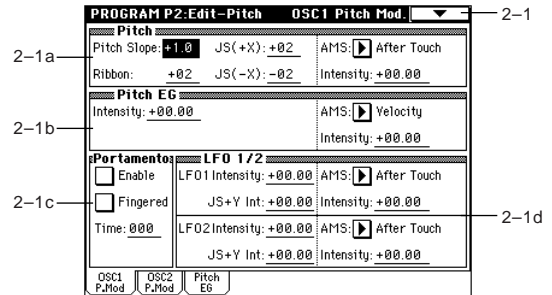 PROGRAM P2:Edit-Pitch OSC1 Pitch Mod.
2-1
Pitch
Pitch Slope: +1.0 JS(+X): +02 AMS: After Touch
2-1a
Ribbon: +02 JS(-X): -02 Intensity: +00.00
Pitch EG
Intensity: +00.00 AMS: Velocity
2-1b
Intensity: +00.00
Portamento LFO 1/2
Enable LFO1 Intensity: +00.00 AMS: After Touch
2-1c
Fingered JS+Y Int: +00.00 Intensity: +00.00
2-1d
Time: 000 LFO2 Intensity: +00.00 AMS: After Touch
JS+Y Int: +00.00 Intensity: +00.00
OSC1 P.Mod OSC2 P.Mod Pitch EG